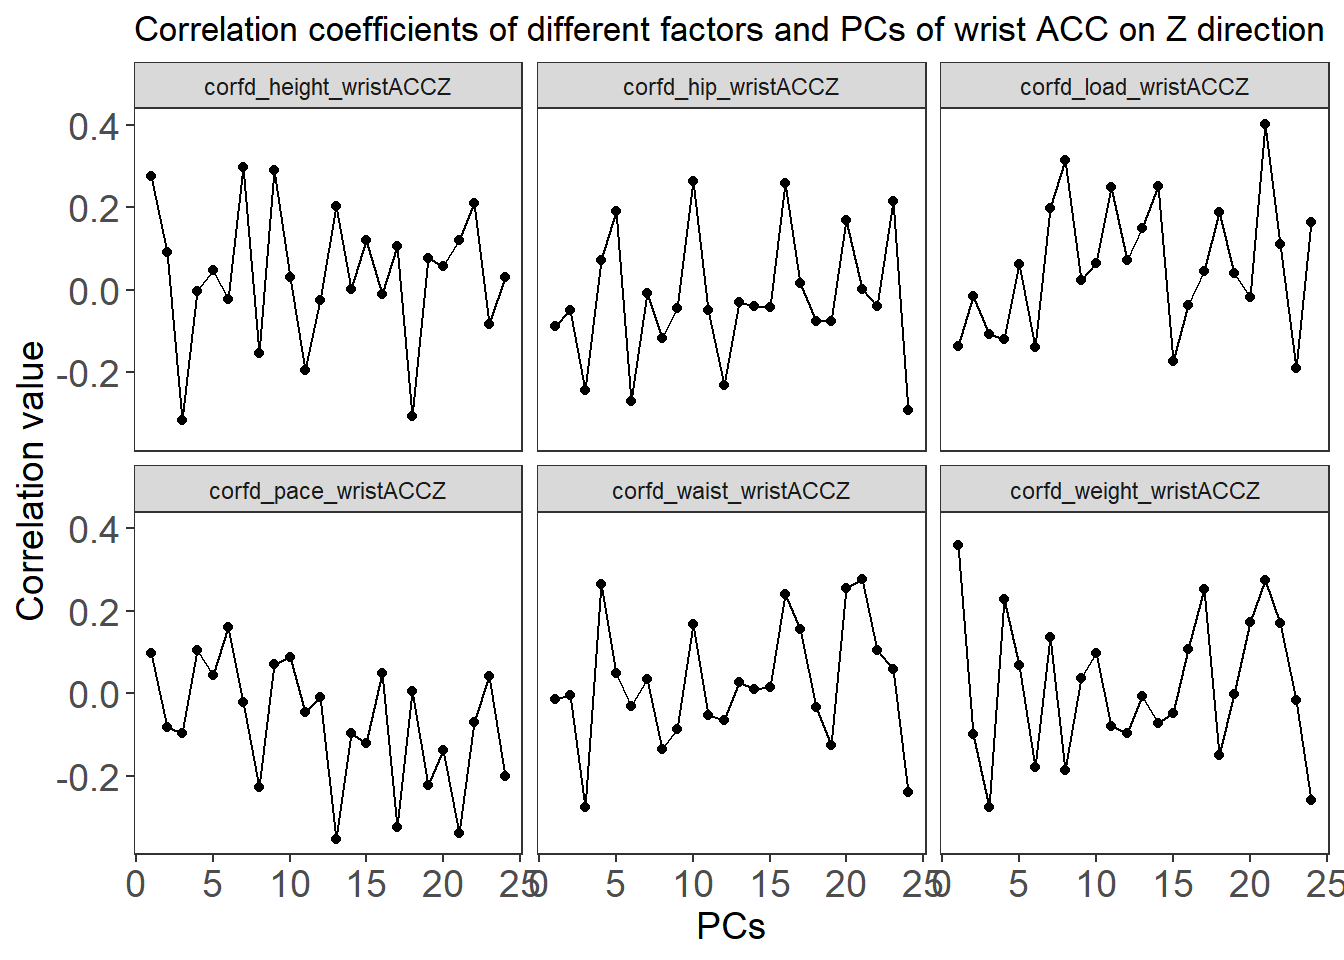 Correlation coefficients of different factors and PCs of wrist ACC on Z direction
corfd_height_wristACCZ corfd_hip_wristACCZ corfd_load_wristACCZ
0.4
0.2
0.0
-0.2
corfd_pace_wristACCZ corfd_waist_wristACCZ corfd_weight_wristACCZ
0.4
0.2
0.0
-0.2
Correlation value
0 5 10 15 20 25 0 5 10 15 20 25 0 5 10 15 20 25
PCs